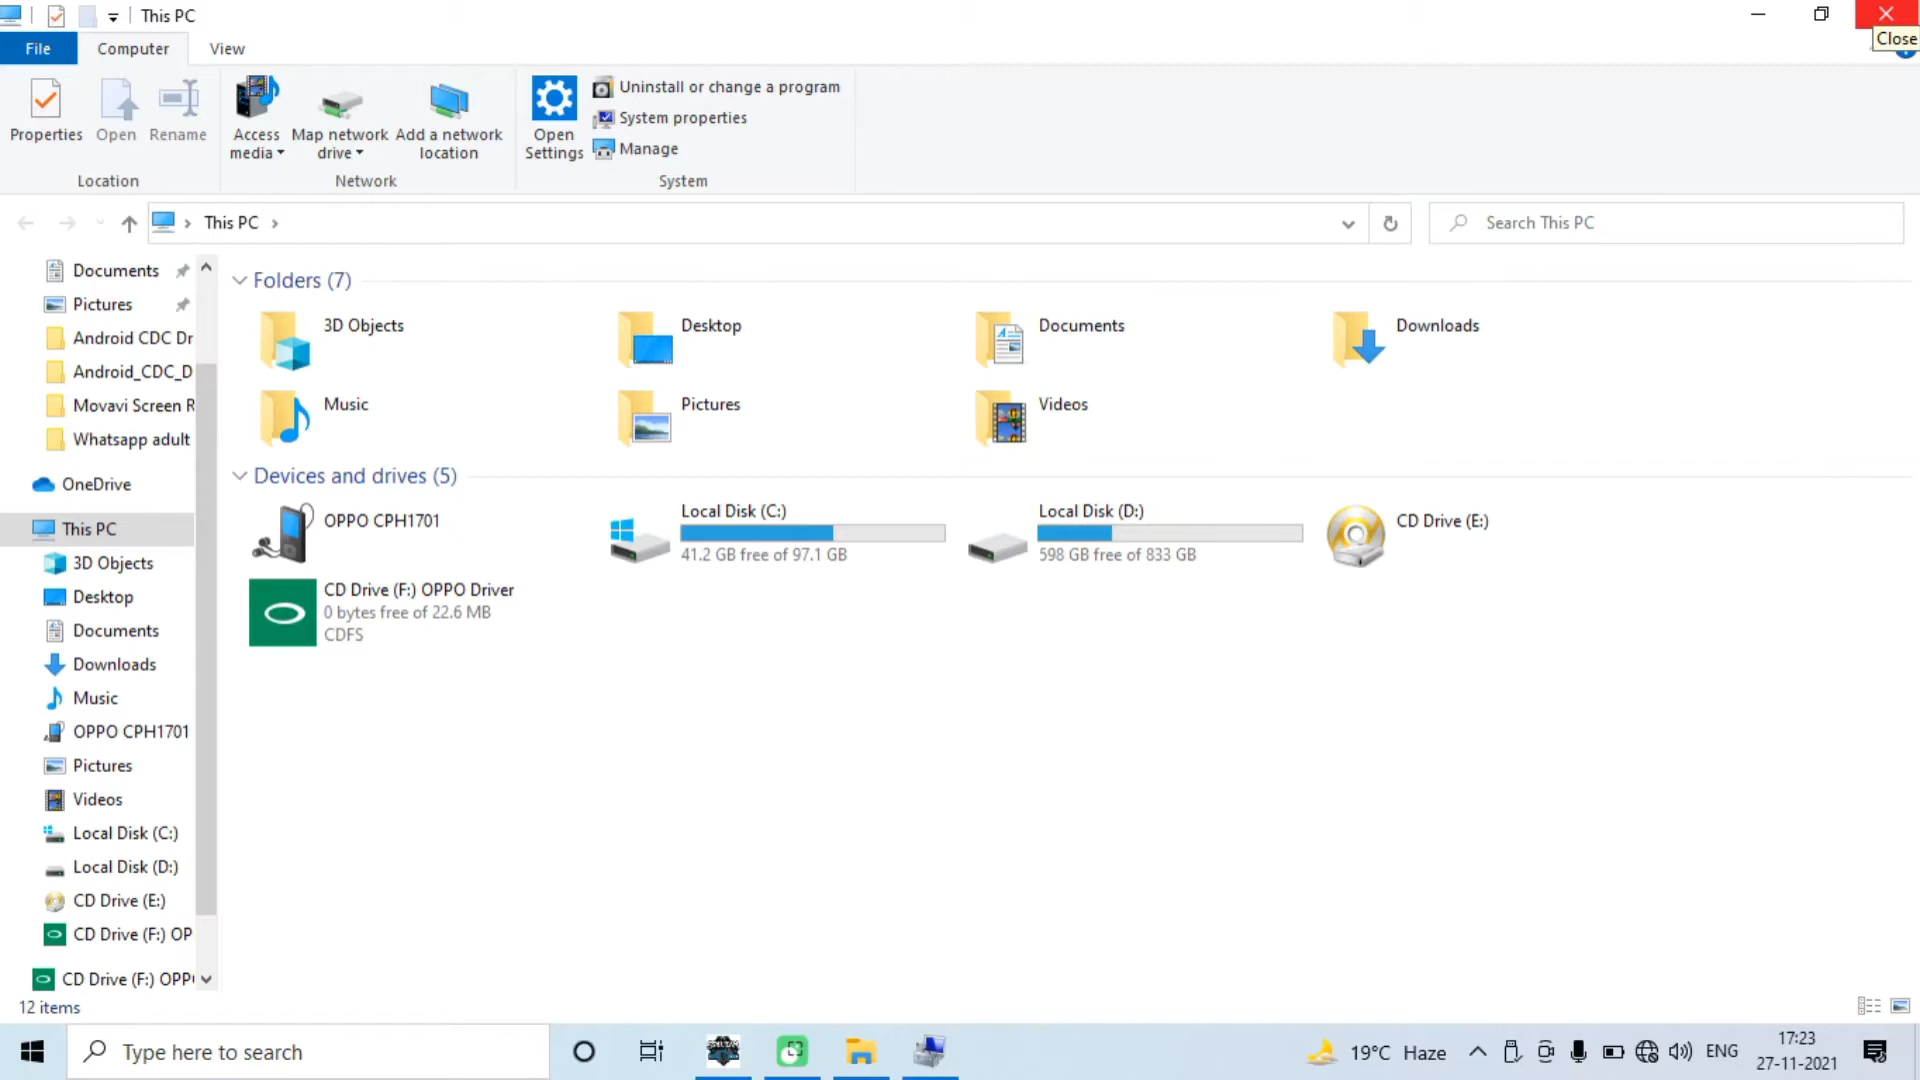 This PC
Close
File
Computer
View
Properties
Open
Rename
Access
media
Map network
drive
Add a network
location
Open
Settings
Uninstall or change a program
System properties
Manage
Location
Network
System
This PC
Search This PC
Documents
Pictures
Android CDC Dr
Android_CDC_D
Movavi Screen R
Whatsapp adult
OneDrive
This PC
3D Objects
Desktop
Documents
Downloads
Music
OPPO CPH1701
Pictures
Videos
Local Disk (C:)
Local Disk (D:)
CD Drive (E:)
CD Drive (F:) OP
CD Drive (F:) OPP
Folders (7)
3D Objects
Desktop
Documents
Downloads
Music
Pictures
Videos
Devices and drives (5)
OPPO CPH1701
Local Disk (C:)
41.2 GB free of 97.1 GB
Local Disk (D:)
598 GB free of 833 GB
CD Drive (E:)
CD Drive (F:) OPPO Driver
0 bytes free of 22.6 MB
CDFS
12 items
Type here to search
19°C Haze
ENG
17:23
27-11-2021